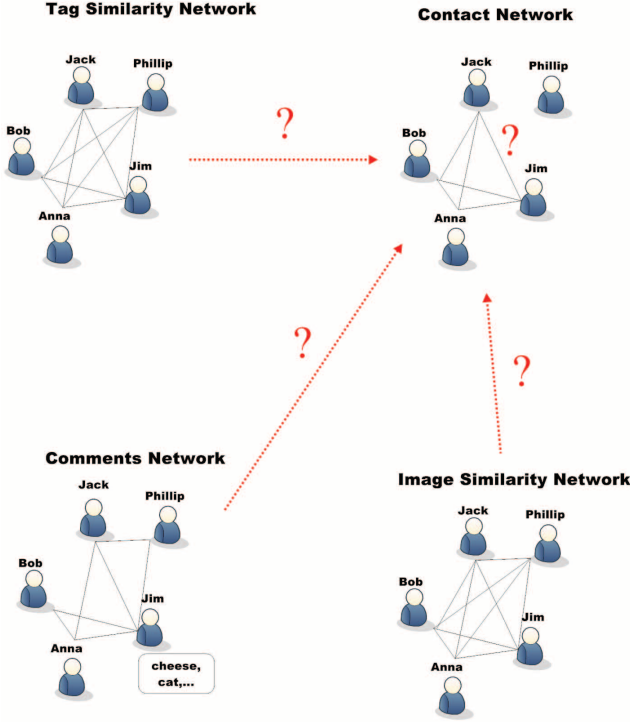 Tag Similarity Network
Contact Network
Jack
Phillip
Bob
Jim
Anna
?
Jack
Phillip
Bob
?
Jim
Anna
?
?
Comments Network
Jack
Phillip
Bob
Jim
Anna
cheese,
cat,...
Image Similarity Network
Jack
Phillip
Bob
Jim
Anna